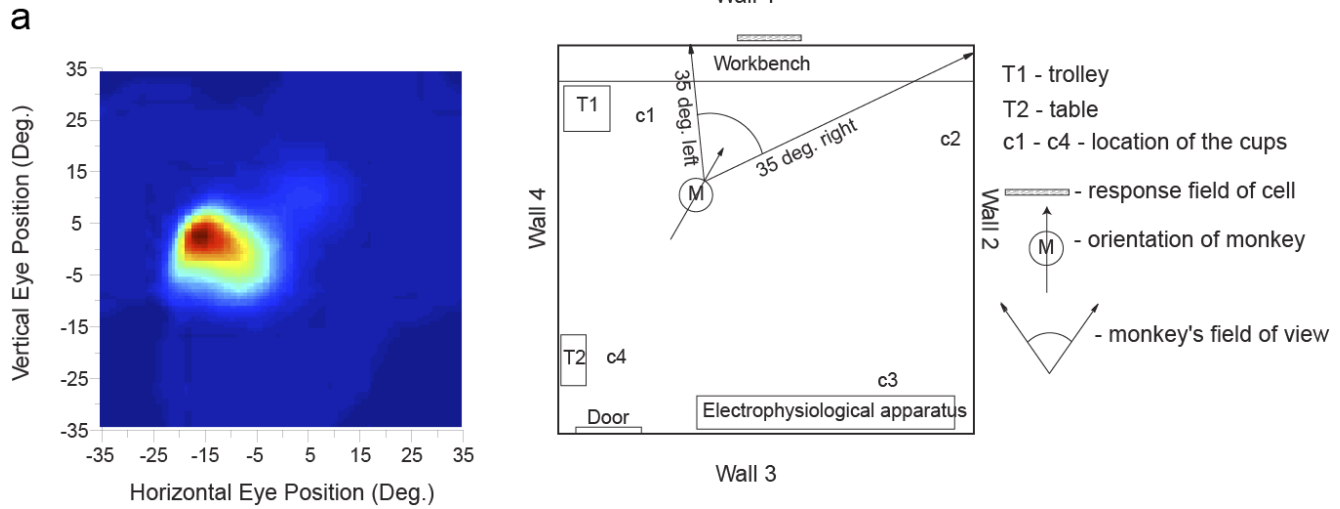 a
35
25
15
5
-5
-15
-25
-35
-35 -25 -15 -5 5 15 25 35
Vertical Eye Position (Deg.)
Horizontal Eye Position (Deg.)
Workbench
T1
c1
35 deg. left
35 deg. right
c2
M
Wall 4
Wall 2
T2
c4
c3
Door
Electrophysiological apparatus
Wall 3
T1 - trolley
T2 - table
c1 - c4 - location of the cups
- response field of cell
M
- orientation of monkey
- monkey's field of view